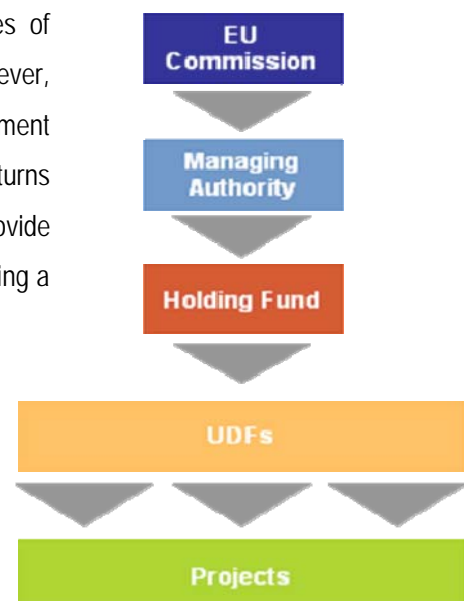 es of
ever,
ment
turns
ovide
ing a
EU
Commission
Managing
Authority
Holding Fund
UDFs
Projects